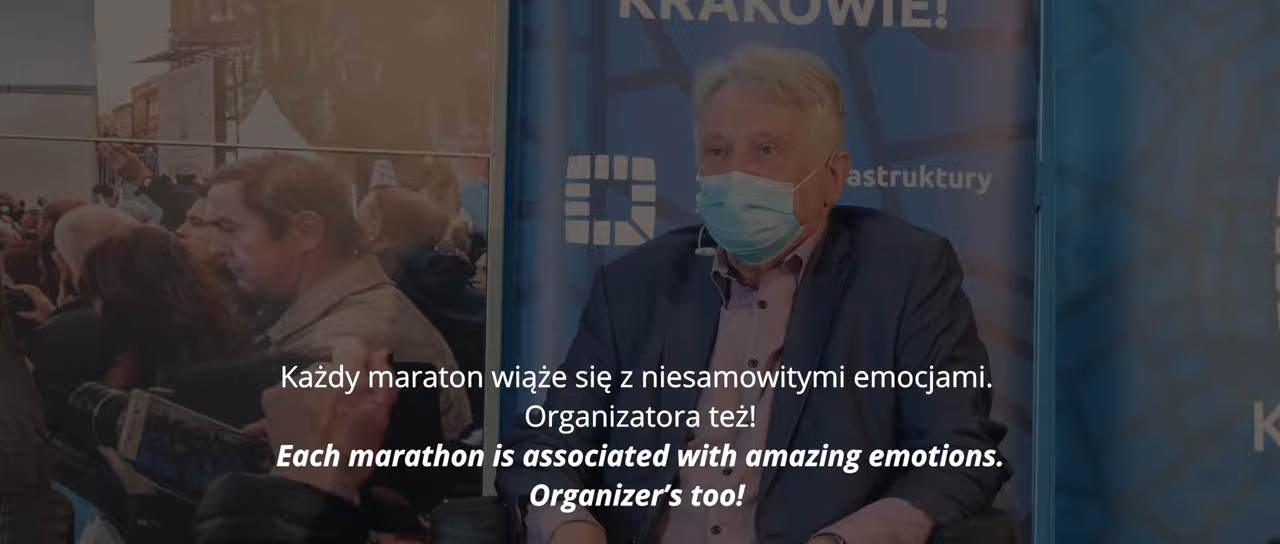 KRAKOWIE!
astruktury
K
Każdy maraton wiąże się z niesamowitymi emocjami.
Organizatora też!
Each marathon is associated with amazing emotions.
Organizer's too!